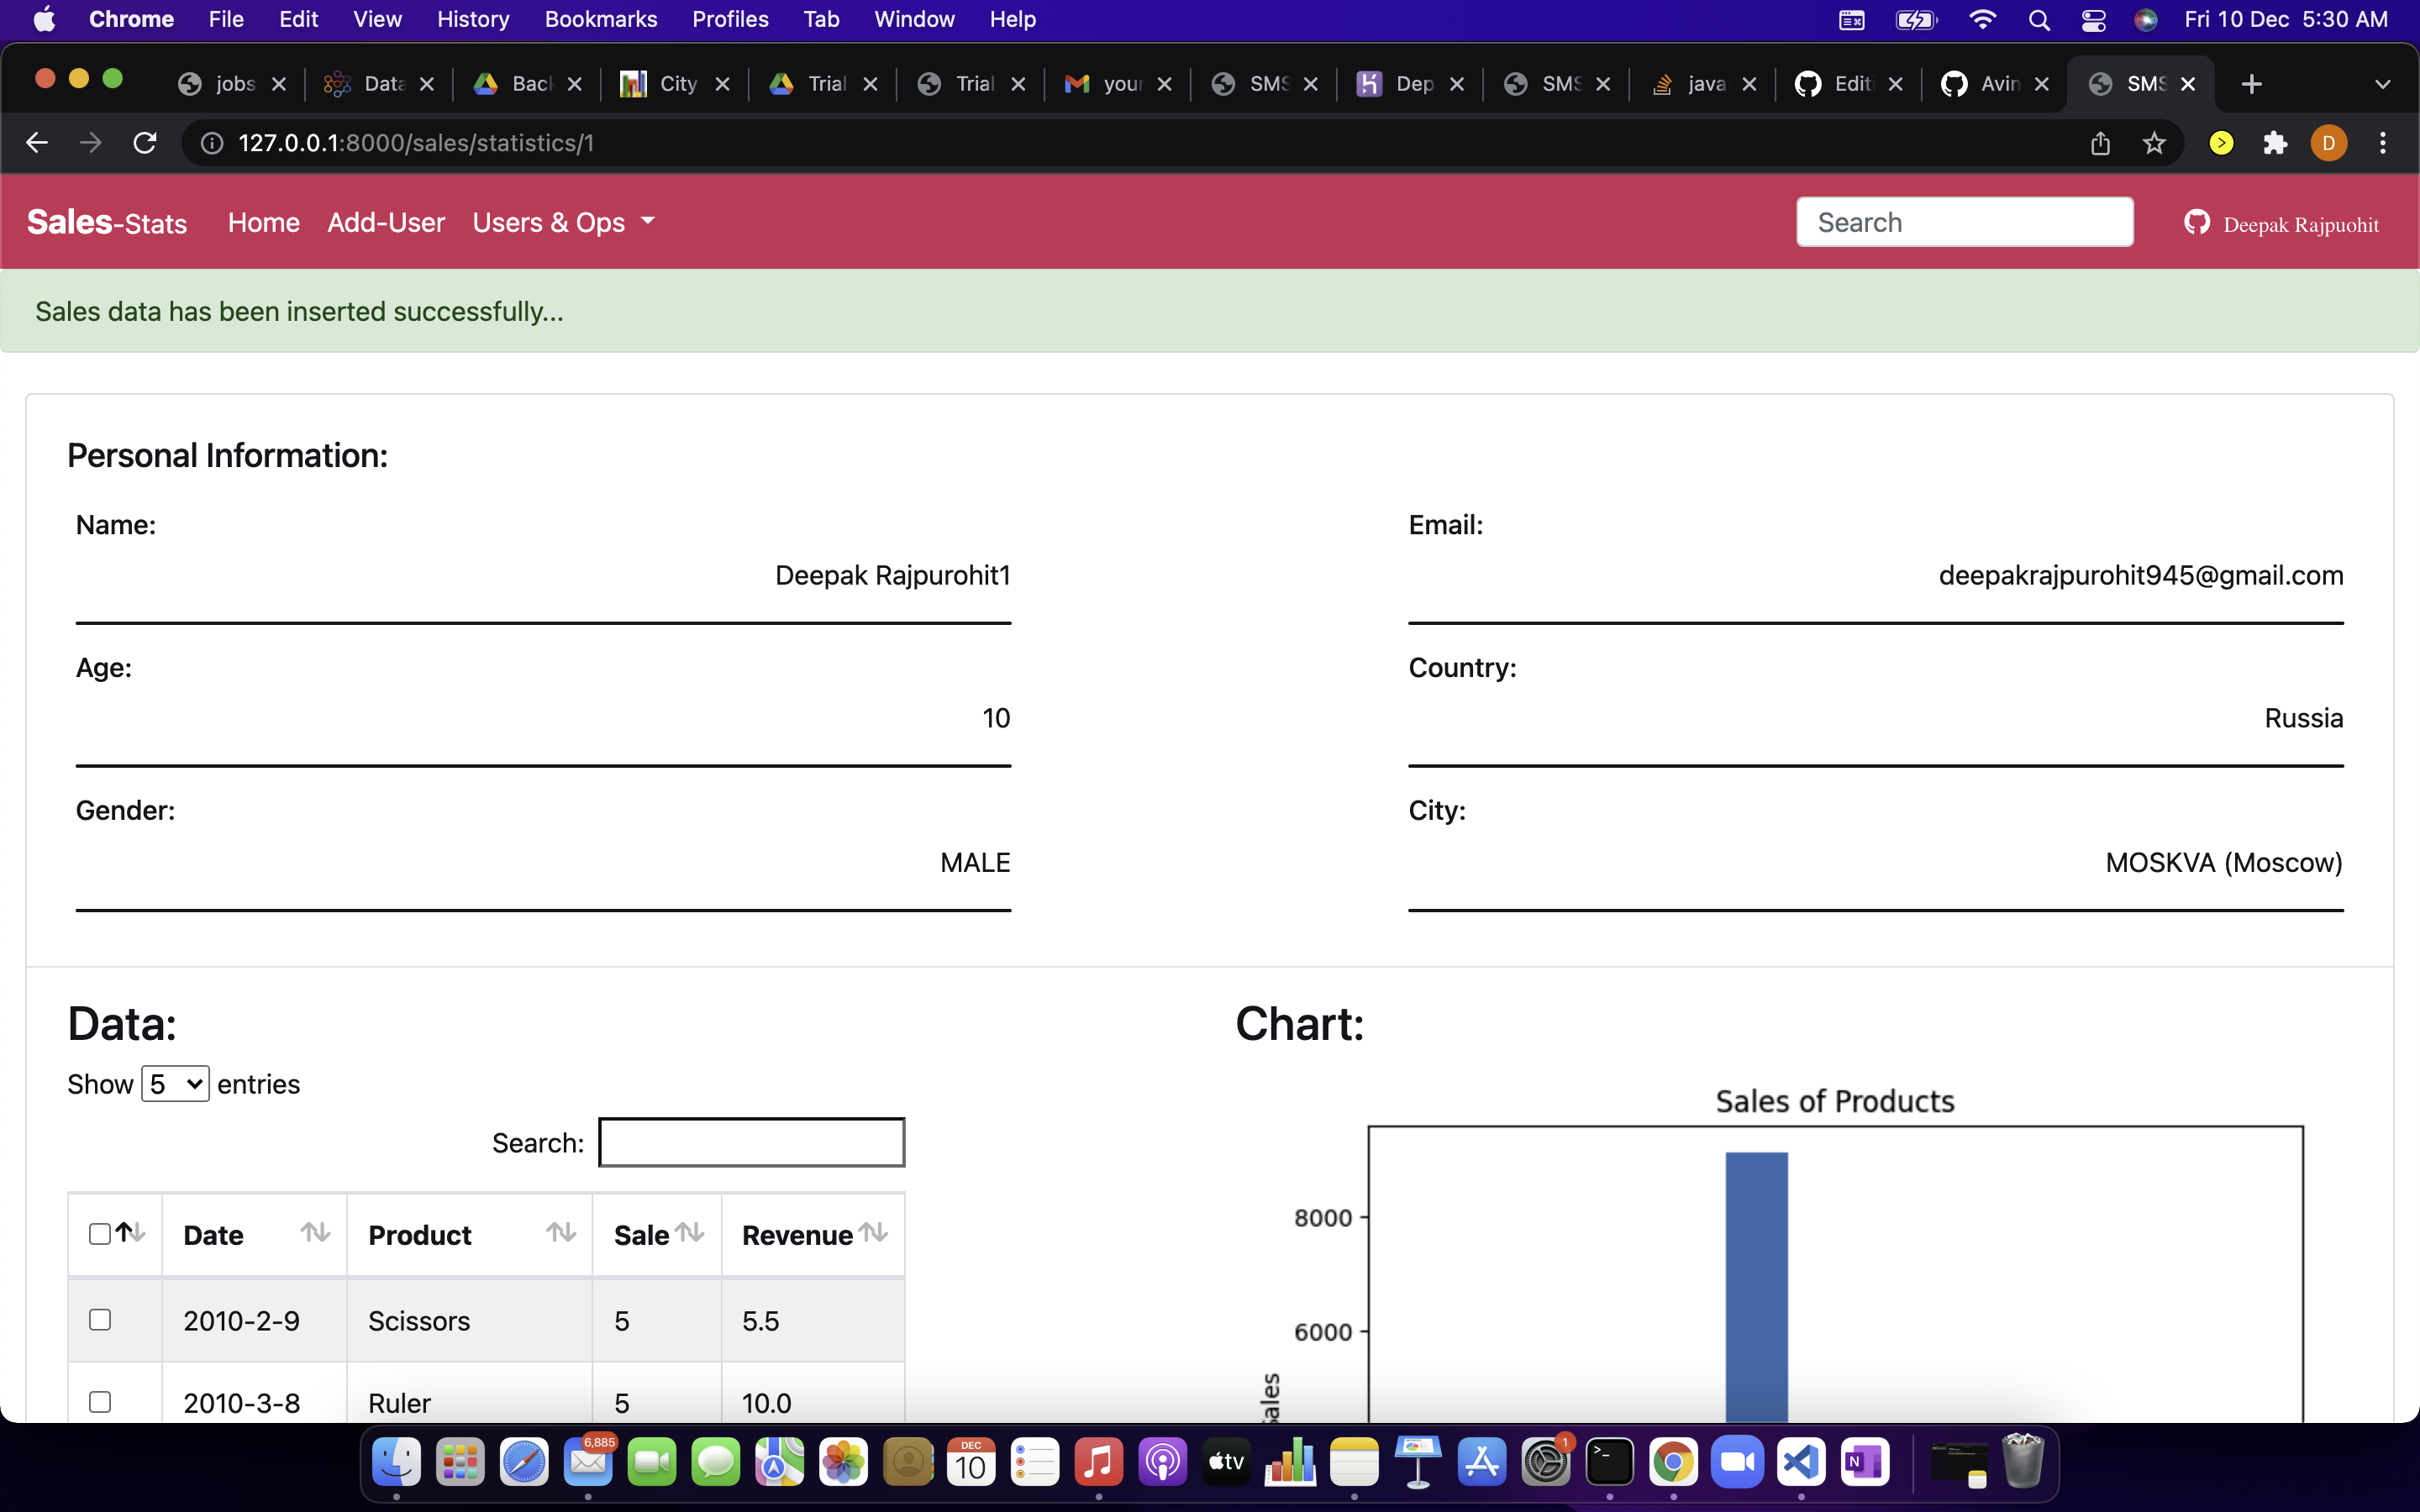 Chrome File Edit View History Bookmarks Profiles Tab Window Help Fri 10 Dec 5:30 AM
jobs Data Back City Trial Trial your SMS Dep SMS java Editi Avin SMS
127.0.0.1:8000/sales/statistics/1 D
Sales-Stats Home Add-User Users & Ops Search Deepak Rajpuohit
Sales data has been inserted successfully...
Personal Information:
Name: Email:
Deepak Rajpurohit1 deepakrajpurohit945@gmail.com
Age: Country:
10 Russia
Gender: City:
MALE MOSKVA (Moscow)
Data: Chart:
Show 5 entries
Sales of Products
Search:
Date Product Sale Revenue
8000
2010-2-9 Scissors 5 5.5
6000
2010-3-8 Ruler 5 10.0
Sales
6,885 DEC 10 tv 1 >_ N